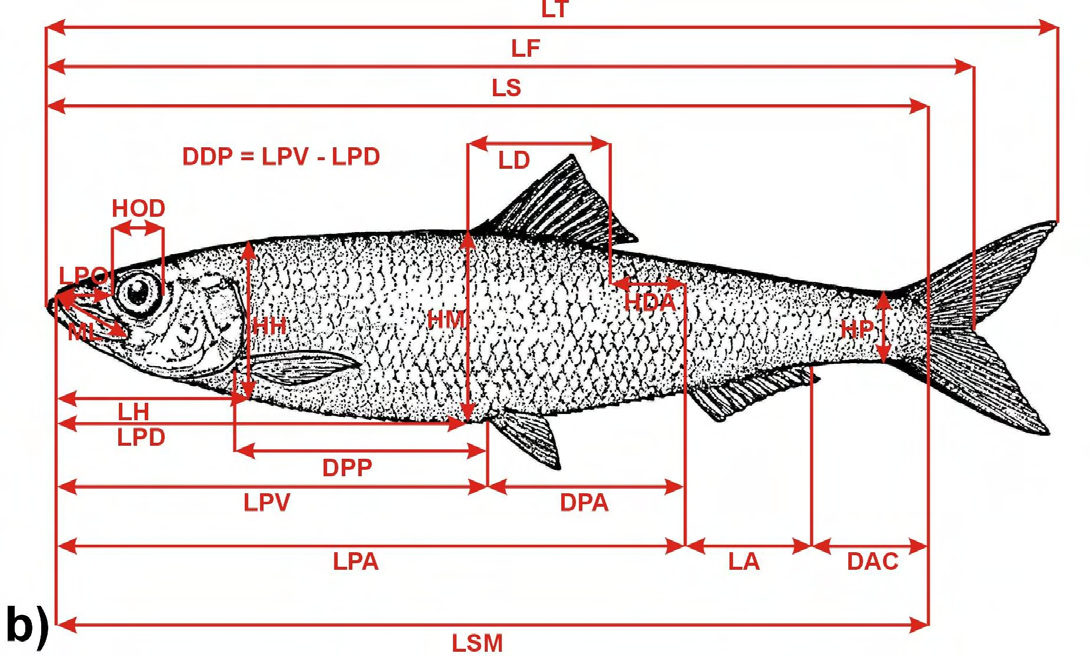 LT
LF
LS
LD
DDP = LPV - LPD
HOD
LPO
ML
HH
HM
HDA
HP
LH
LPD
DPP
LPV
DPA
LPA
LA
DAC
b)
LSM